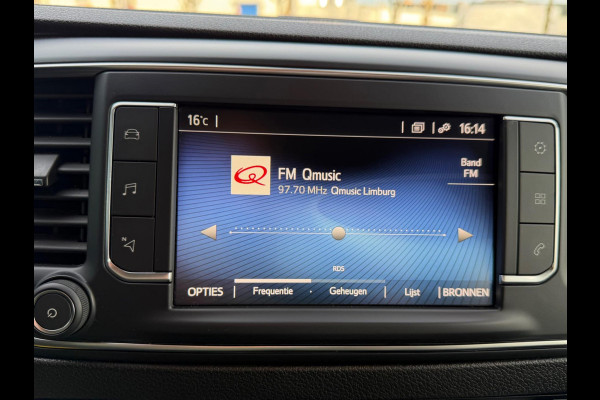 16°C
16:14
FM Qmusic
Band
97.70 MHz Qmusic Limburg
FM
RDS
OPTIES Frequentie · Geheugen Lijst BRONNEN
N